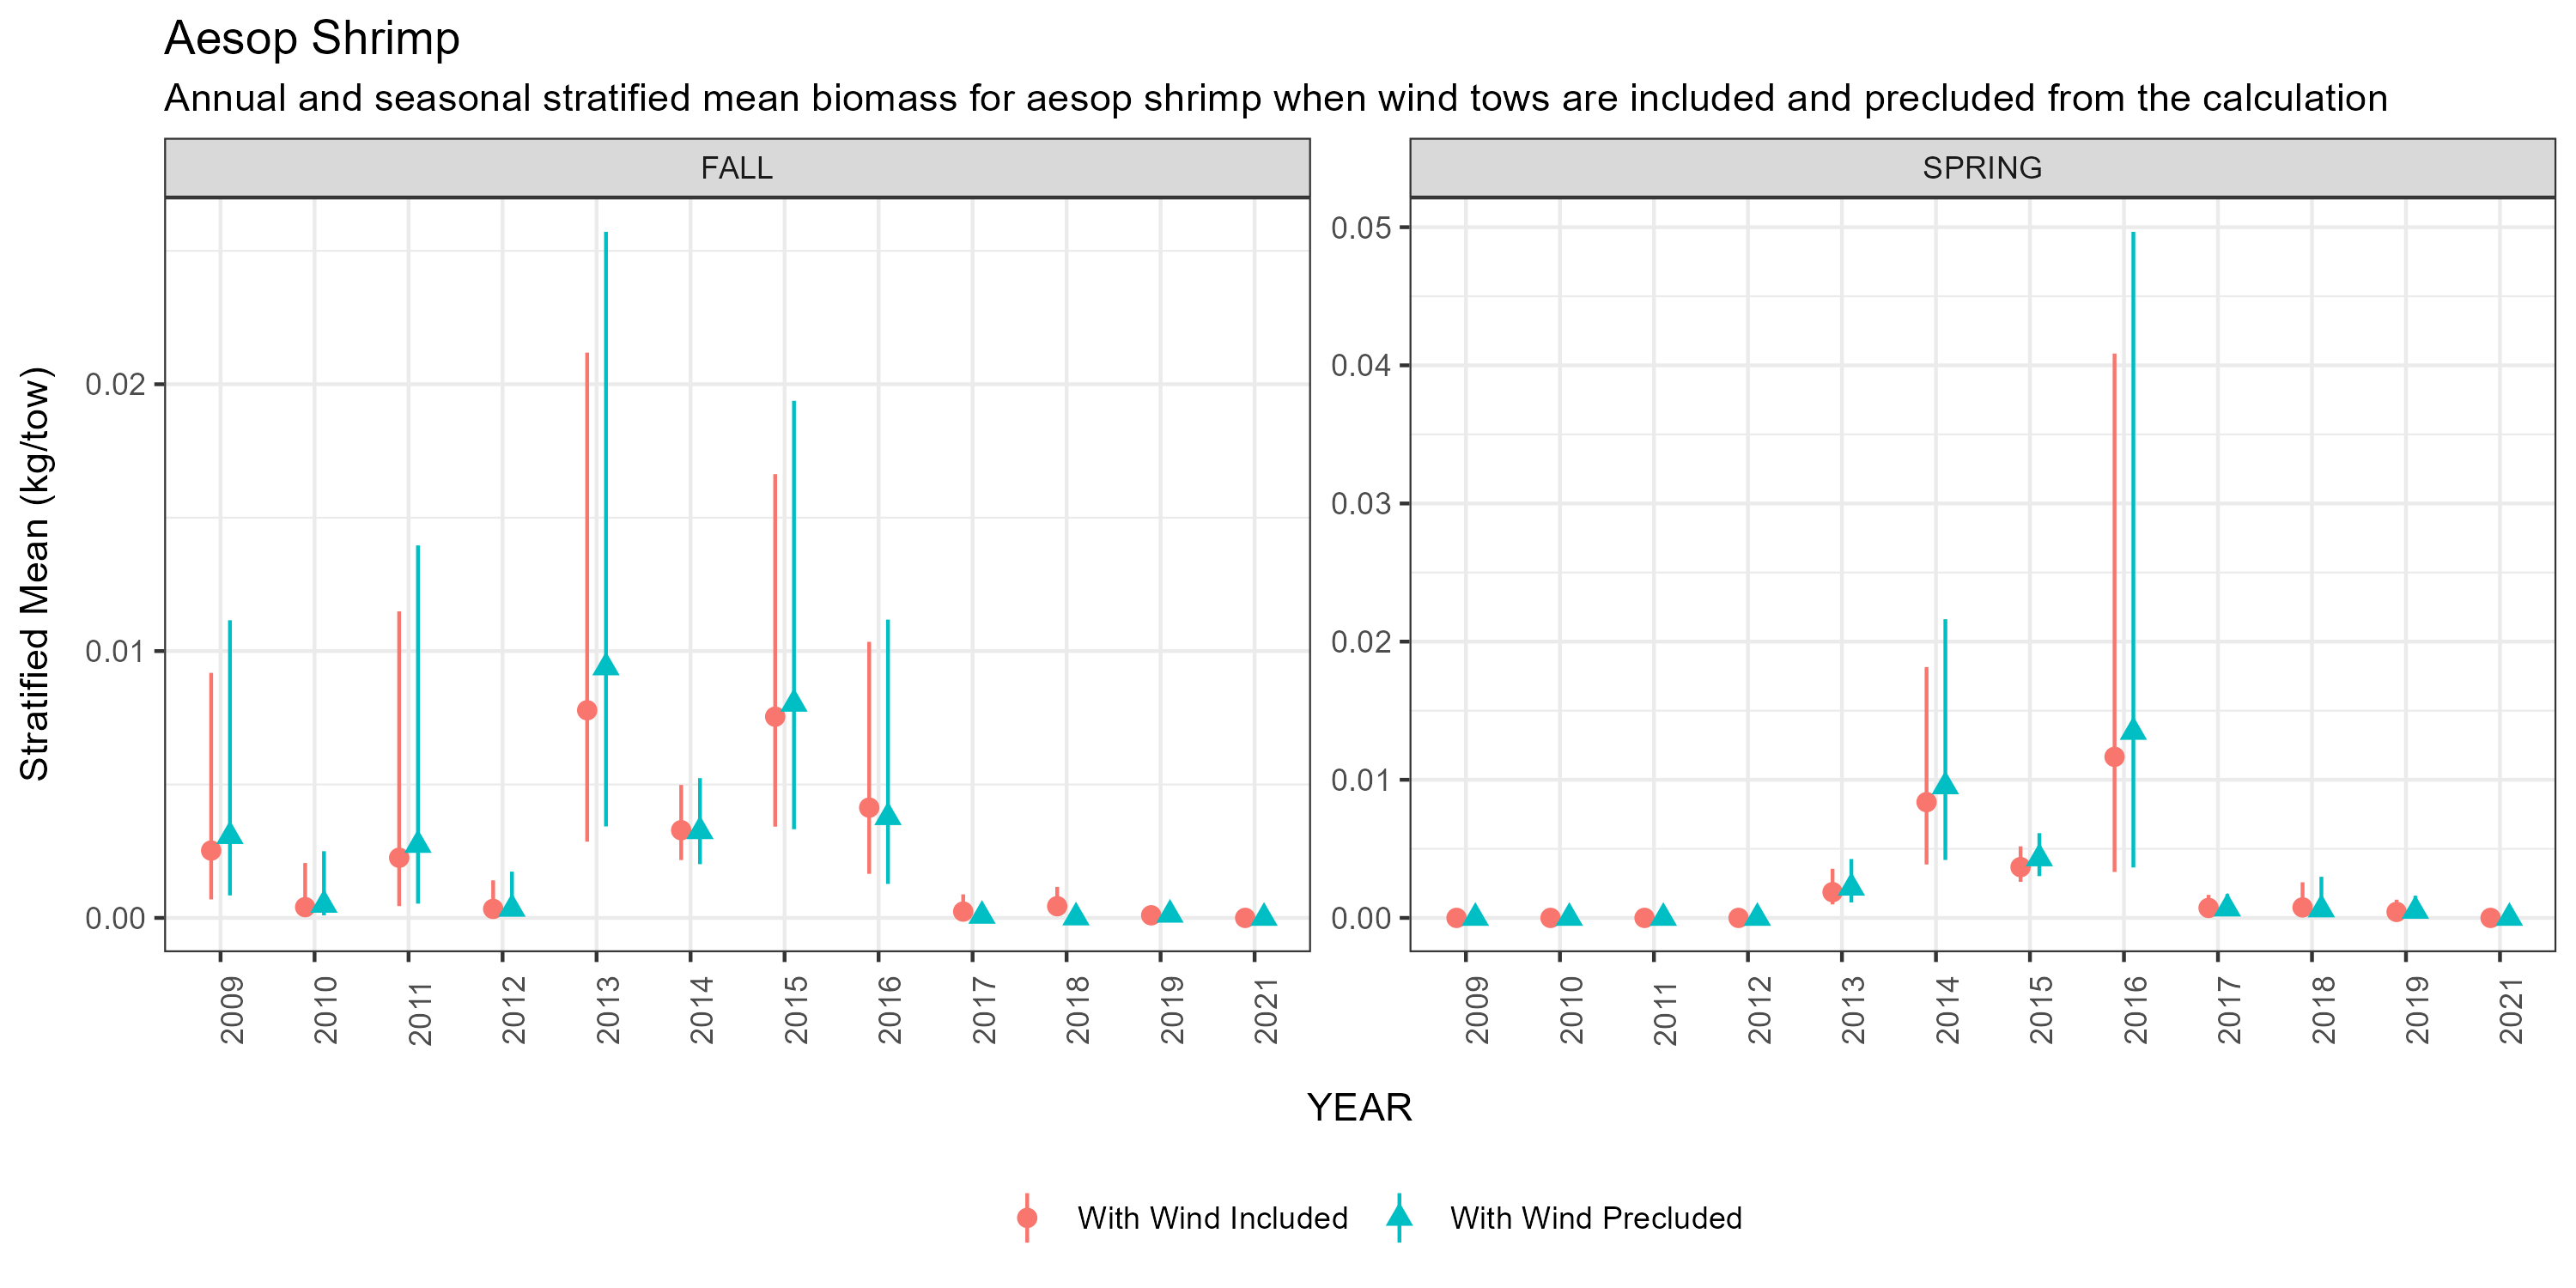 Aesop Shrimp
Annual and seasonal stratified mean biomass for aesop shrimp when wind tows are included and precluded from the calculation
FALL
SPRING
Stratified Mean (kg/tow)
0.02
0.01
0.00
0.05
0.04
0.03
0.02
0.01
0.00
2009 2010 2011 2012 2013 2014 2015 2016 2017 2018 2019 2021
2009 2010 2011 2012 2013 2014 2015 2016 2017 2018 2019 2021
YEAR
With Wind Included With Wind Precluded